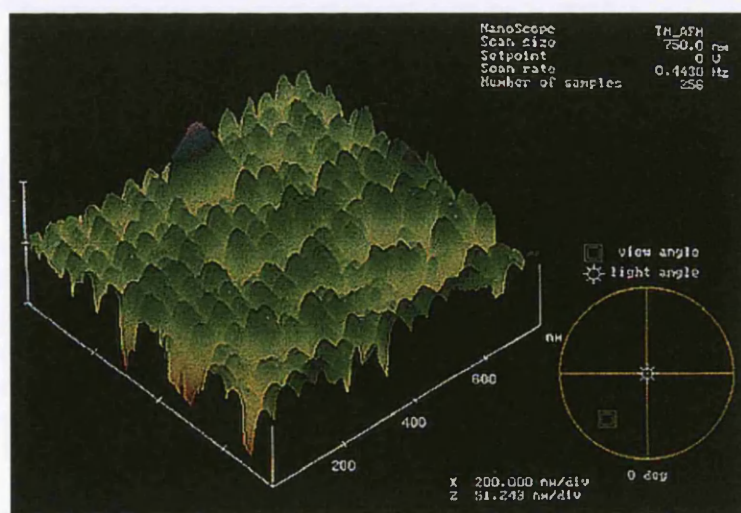 NanoScope TM_AFM
Scan size 750.0 nm
Setpoint 0 V
Scan rate 0.4430 Hz
Number of samples 256
view angle
light angle
nM
600
400
200
0 deg
X 200.000 nM/div
Z 51.243 nM/div